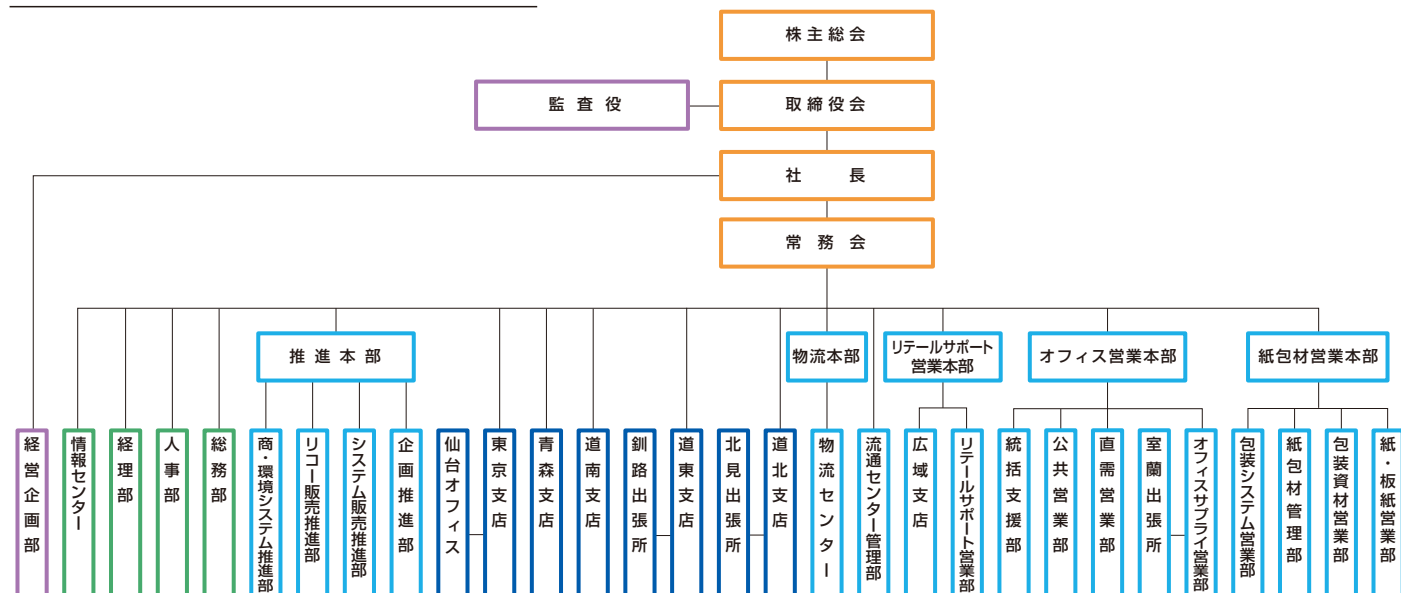 株主総会
監査役
取締役会
社長
常務会
推進本部
物流本部
リテールサポート
営業本部
オフィス営業本部
紙包材営業本部
経営企画部
情報センター
経理部
人事部
総務部
商・環境システム推進部
リコー販売推進部
システム販売推進部
企画推進部
仙台オフィス
東京支店
青森支店
道南支店
釧路出張所
道東支店
北見出張所
道北支店
物流センター
流通センター管理部
広域支店
リテールサポート営業部
統括支援部
公共営業部
直需営業部
室蘭出張所
オフィスサプライ営業部
包装システム営業部
紙包材管理部
包装資材営業部
紙・板紙営業部